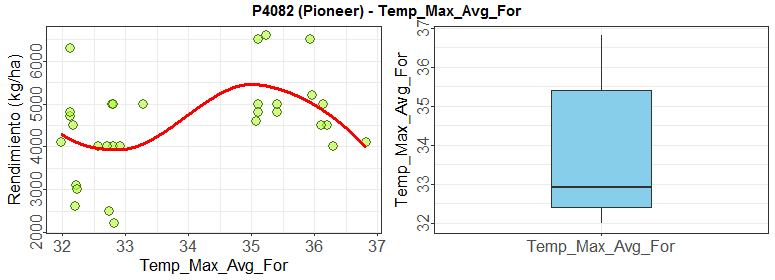 P4082 (Pioneer) - Temp_Max_Avg_For
Rendimiento (kg/ha)
6000
5000
4000
3000
2000
32 33 34 35 36 37
Temp_Max_Avg_For
Temp_Max_Avg_For
37
36
35
34
33
32
Temp_Max_Avg_For